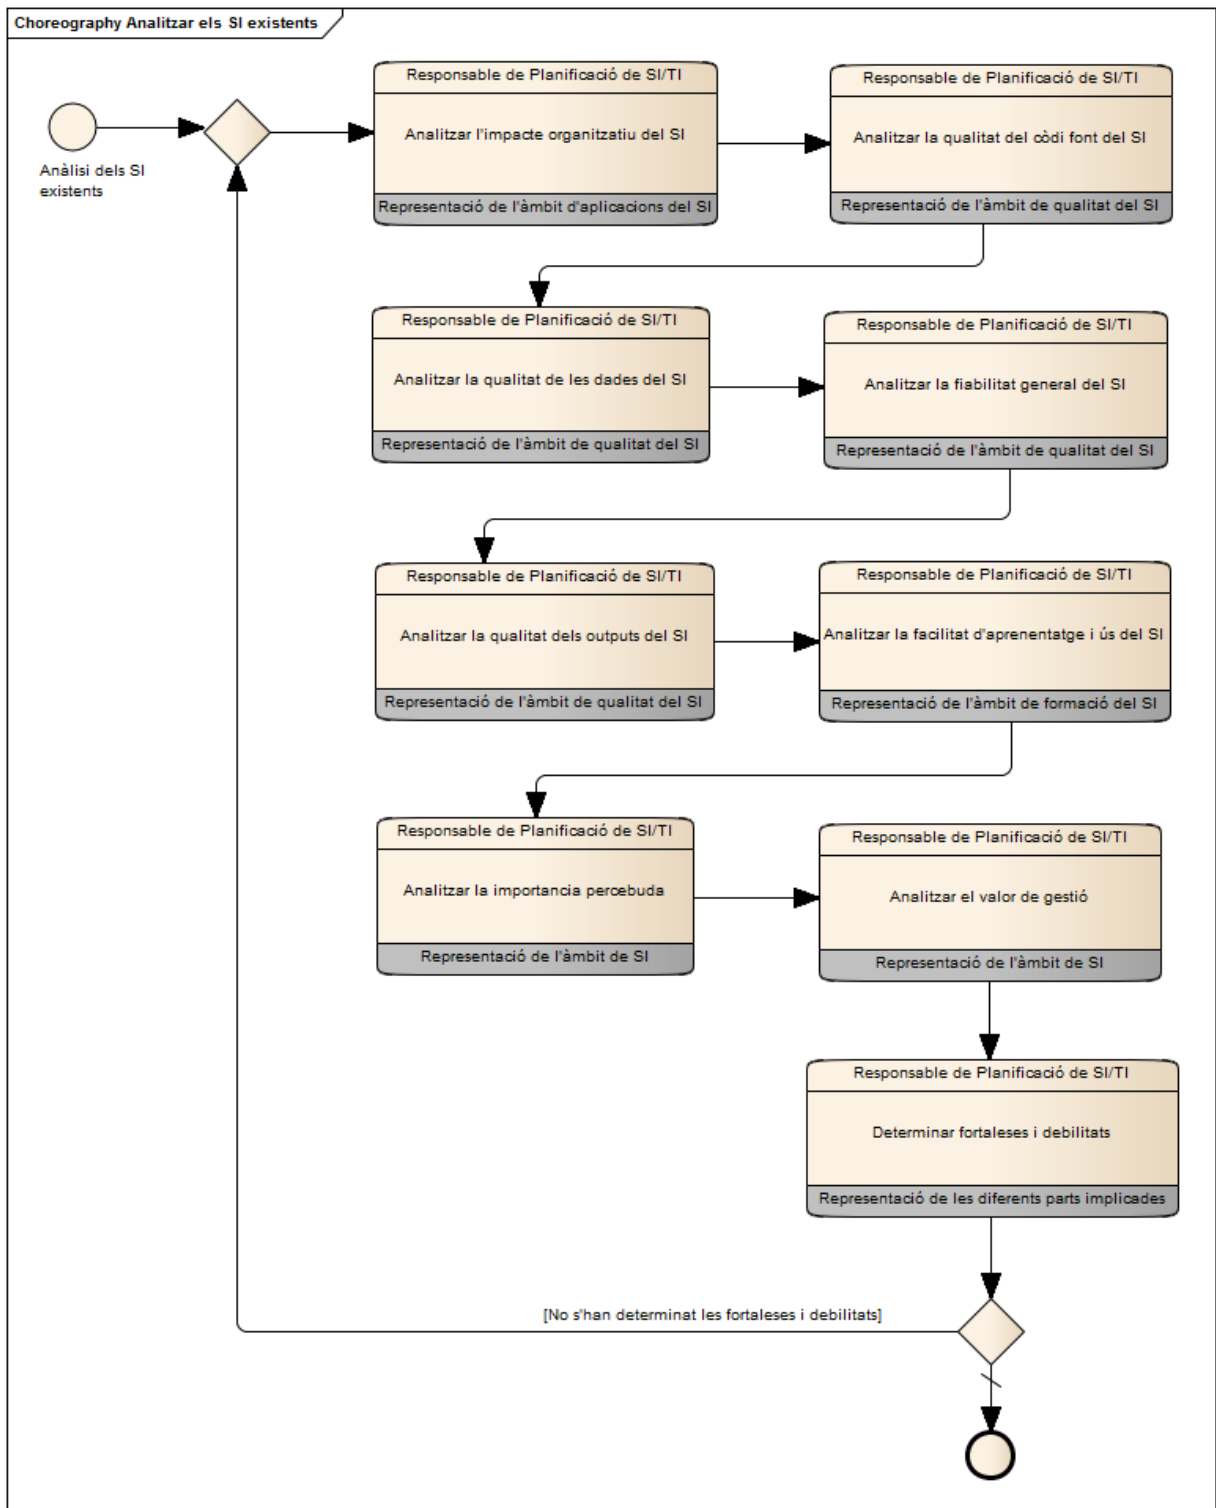 Choreography Analitzar els SI existents
Anàlisi dels SI
existents
Responsable de Planificació de SI/TI
Analitzar l'impacte organitzatiu del SI
Representació de l'àmbit d'aplicacions del SI
Responsable de Planificació de SI/TI
Analitzar la qualitat del còdi font del SI
Representació de l'àmbit de qualitat del SI
Responsable de Planificació de SI/TI
Analitzar la qualitat de les dades del SI
Representació de l'àmbit de qualitat del SI
Responsable de Planificació de SI/TI
Analitzar la fiabilitat general del SI
Representació de l'àmbit de qualitat del SI
Responsable de Planificació de SI/TI
Analitzar la qualitat dels outputs del SI
Representació de l'àmbit de qualitat del SI
Responsable de Planificació de SI/TI
Analitzar la facilitat d'aprenentatge i ús del SI
Representació de l'àmbit de formació del SI
Responsable de Planificació de SI/TI
Analitzar la importancia percebuda
Representació de l'àmbit de SI
Responsable de Planificació de SI/TI
Analitzar el valor de gestió
Representació de l'àmbit de SI
Responsable de Planificació de SI/TI
Determinar fortaleses i debilitats
Representació de les diferents parts implicades
[No s'han determinat les fortaleses i debilitats]